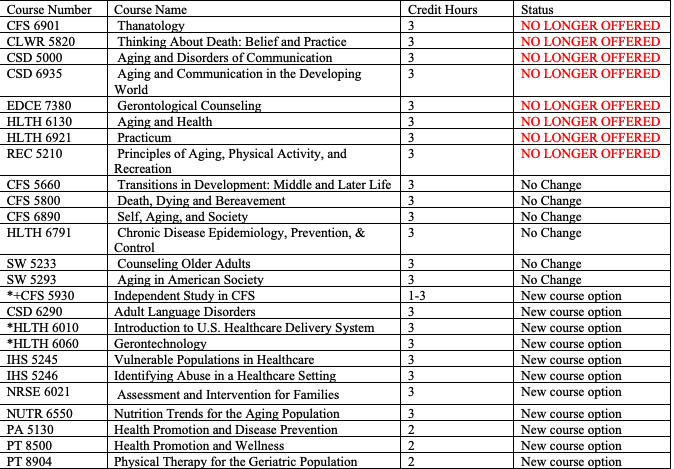 Course Number Course Name Credit Hours Status
CFS 6901 Thanatology 3 NO LONGER OFFERED
CLWR 5820 Thinking About Death: Belief and Practice 3 NO LONGER OFFERED
CSD 5000 Aging and Disorders of Communication 3 NO LONGER OFFERED
CSD 6935 Aging and Communication in the Developing 3 NO LONGER OFFERED
World
EDCE 7380 Gerontological Counseling 3 NO LONGER OFFERED
HLTH 6130 Aging and Health 3 NO LONGER OFFERED
HLTH 6921 Practicum 3 NO LONGER OFFERED
REC 5210 Principles of Aging, Physical Activity, and 3 NO LONGER OFFERED
Recreation
CFS 5660 Transitions in Development: Middle and Later Life 3 No Change
CFS 5800 Death, Dying and Bereavement 3 No Change
CFS 6890 Self, Aging, and Society 3 No Change
HLTH 6791 Chronic Disease Epidemiology, Prevention, & 3 No Change
Control
SW 5233 Counseling Older Adults 3 No Change
SW 5293 Aging in American Society 3 No Change
*+CFS 5930 Independent Study in CFS 1-3 New course option
CSD 6290 Adult Language Disorders 3 New course option
*HLTH 6010 Introduction to U.S. Healthcare Delivery System 3 New course option
*HLTH 6060 Gerontechnology 3 New course option
IHS 5245 Vulnerable Populations in Healthcare 3 New course option
IHS 5246 Identifying Abuse in a Healthcare Setting 3 New course option
NRSE 6021 Assessment and Intervention for Families 3 New course option
NUTR 6550 Nutrition Trends for the Aging Population 3 New course option
PA 5130 Health Promotion and Disease Prevention 2 New course option
PT 8500 Health Promotion and Wellness 2 New course option
PT 8904 Physical Therapy for the Geriatric Population 2 New course option